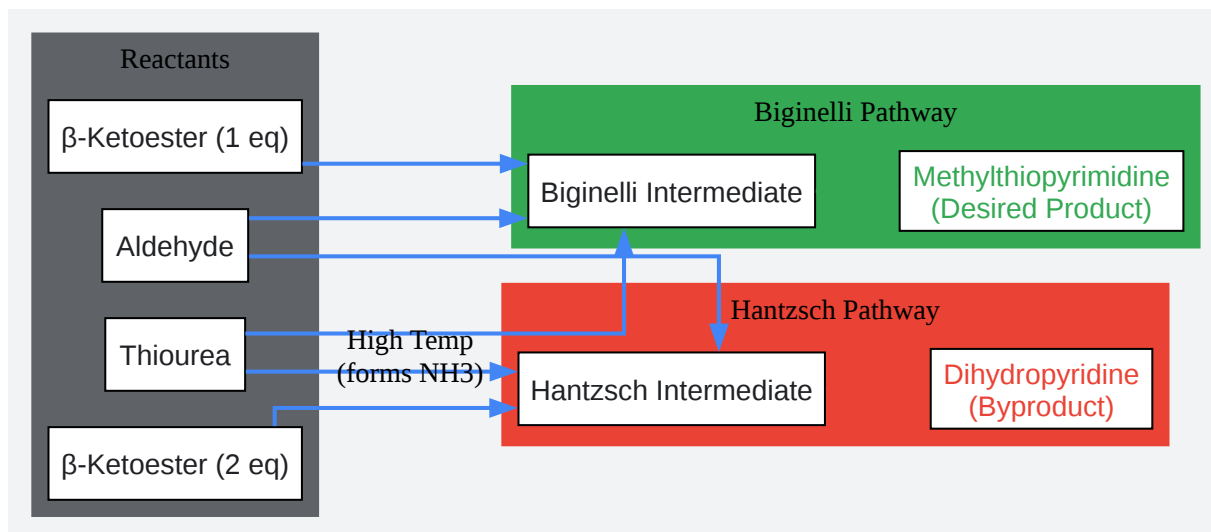 Reactants
β-Ketoester (1 eq)
Aldehyde
Thiourea
β-Ketoester (2 eq)
High Temp
(forms NH3)
Biginelli Pathway
Biginelli Intermediate
Methylthiopyrimidine
(Desired Product)
Hantzsch Pathway
Hantzsch Intermediate
Dihydropyridine
(Byproduct)